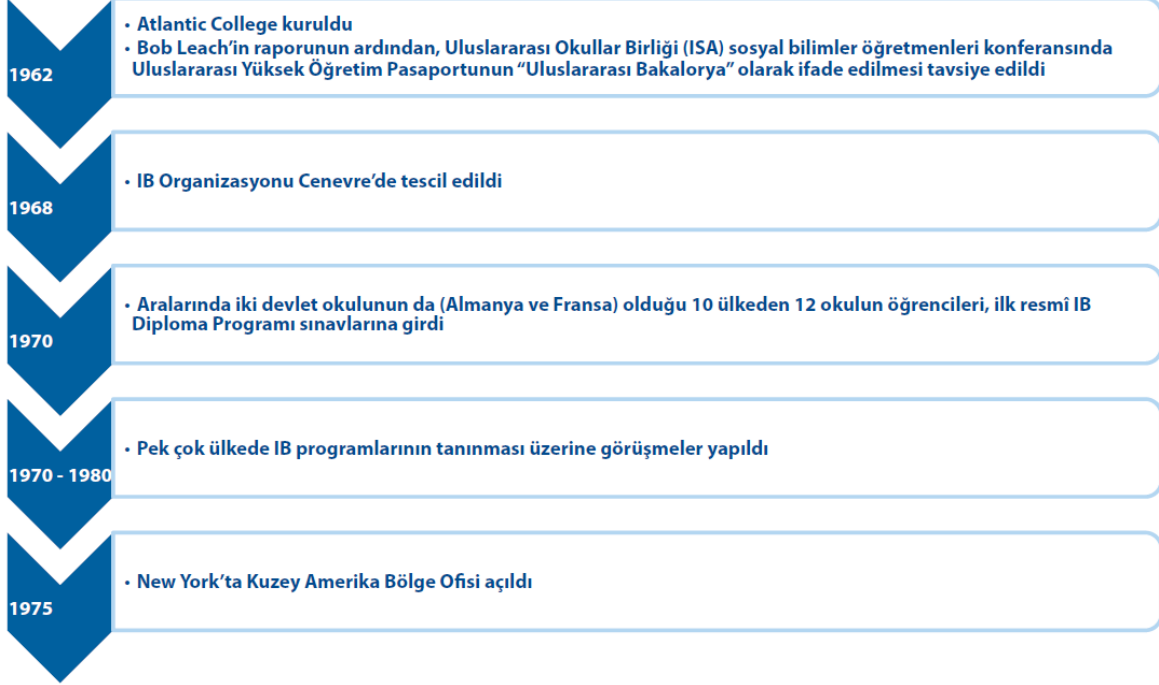 • Atlantic College kuruldu
• Bob Leach’in raporunun ardından, Uluslararası Okullar Birliği (ISA) sosyal bilimler öğretmenleri konferansında
Uluslararası Yüksek Öğretim Pasaportunun “Uluslararası Bakalorya” olarak ifade edilmesi tavsiye edildi
1962
• IB Organizasyonu Cenevre’de tescil edildi
1968
• Aralarında iki devlet okulunun da (Almanya ve Fransa) olduğu 10 ülkeden 12 okulun öğrencileri, ilk resmî IB
Diploma Programı sınavlarına girdi
1970
• Pek çok ülkede IB programlarının tanınması üzerine görüşmeler yapıldı
1970 - 1980
• New York’ta Kuzey Amerika Bölge Ofisi açıldı
1975